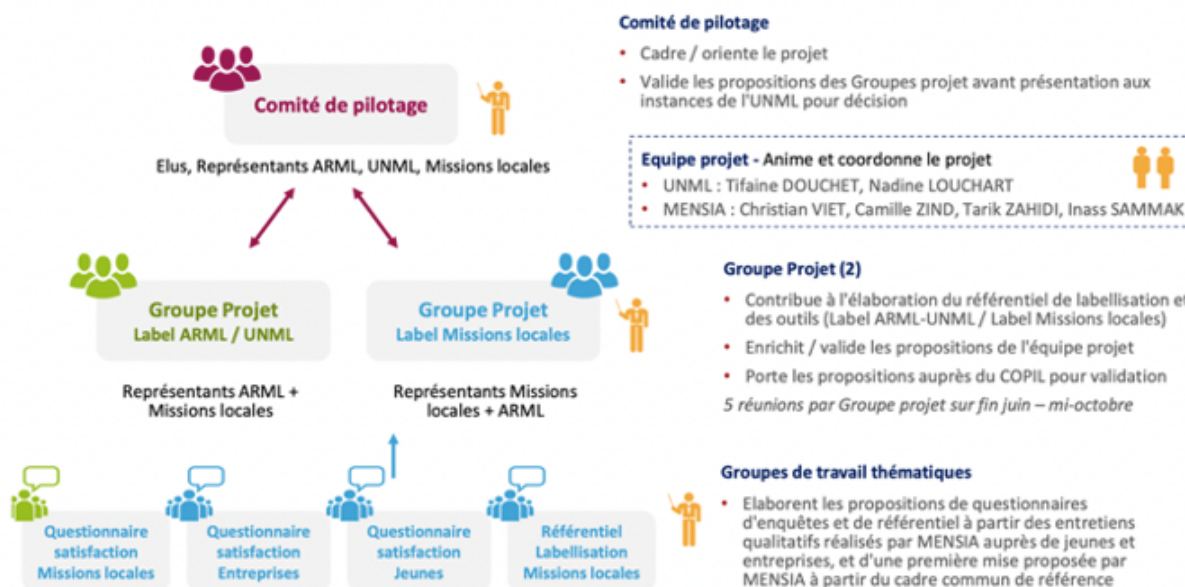 Comité de pilotage
Elus, Représentants ARML, UNML, Missions locales
Groupe Projet
Label ARML / UNML
Représentants ARML +
Missions locales
Groupe Projet
Label Missions locales
Représentants Missions
locales + ARML
Questionnaire
satisfaction
Missions locales
Questionnaire
satisfaction
Entreprises
Questionnaire
satisfaction
Jeunes
Référentiel
Labellisation
Missions locales
Comité de pilotage
• Cadre / oriente le projet
• Valide les propositions des Groupes projet avant présentation aux
instances de l'UNML pour décision
Equipe projet - Anime et coordonne le projet
• UNML : Tifaine DOUCHET, Nadine LOUCHART
• MENSIA : Christian VIET, Camille ZIND, Tarik ZAHIDI, Inass SAMMAK
Groupe Projet (2)
• Contribue à l'élaboration du référentiel de labellisation et
des outils (Label ARML-UNML / Label Missions locales)
• Enrichit / valide les propositions de l'équipe projet
• Porte les propositions auprès du COPIL pour validation
5 réunions par Groupe projet sur fin juin – mi-octobre
Groupes de travail thématiques
• Elaborent les propositions de questionnaires
d'enquêtes et de référentiel à partir des entretiens
qualitatifs réalisés par MENSIA auprès de jeunes et
entreprises, et d'une première mise proposée par
MENSIA à partir du cadre commun de référence